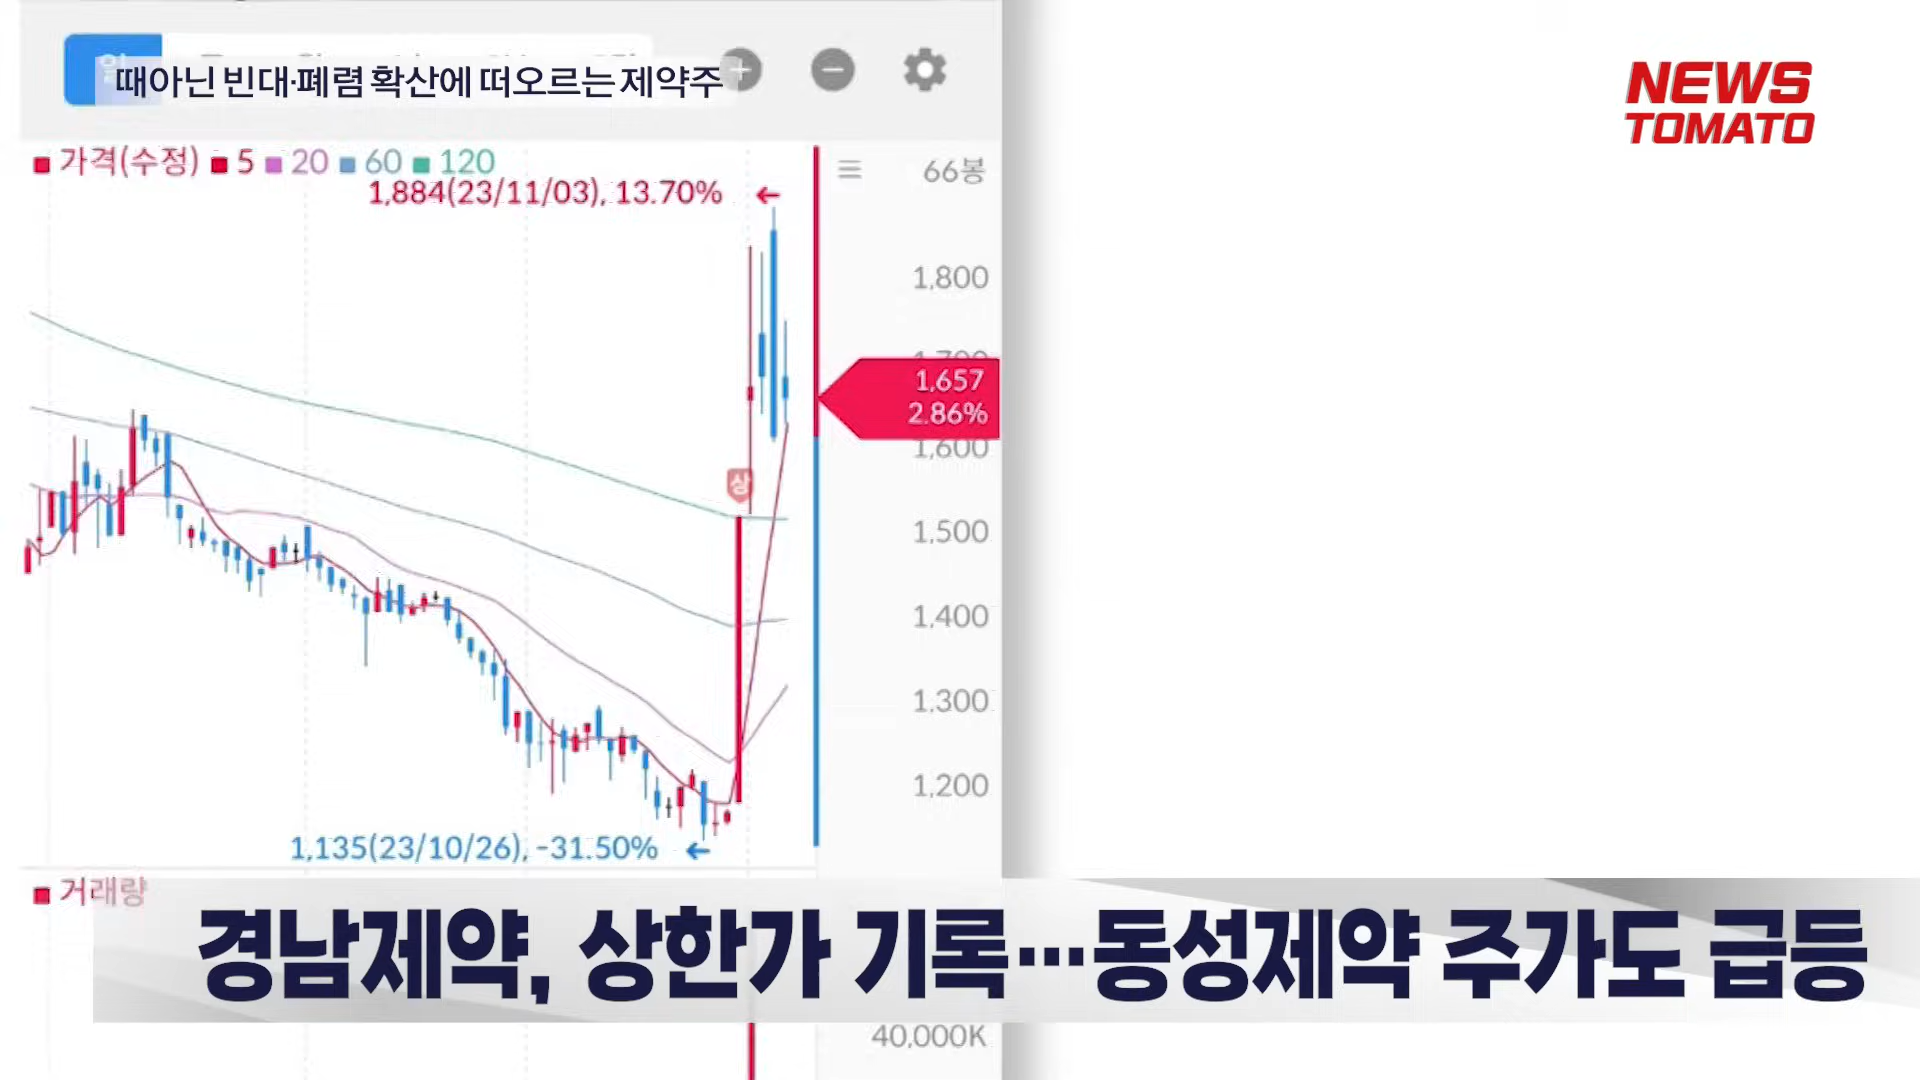 때아닌 빈대·폐렴 확산에 떠오르는 제약주
NEWS
TOMATO
가격(수정) 5 20 60 120
66봉
1,884(23/11/03), 13.70%
1,800
1,700
1,657
2.86%
1,600
상
1,500
1,400
1,300
1,200
1,135(23/10/26), -31.50%
거래량
경남제약, 상한가 기록…동성제약 주가도 급등
40,000K